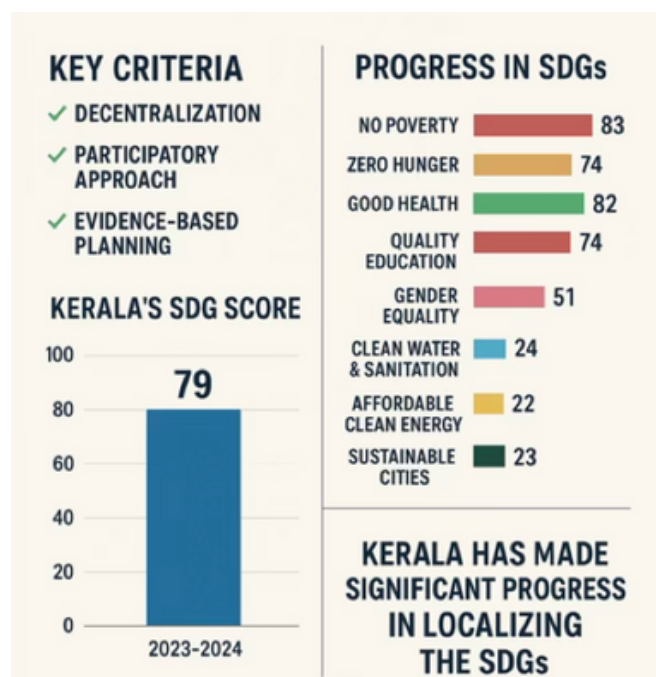 KEY CRITERIA
DECENTRALIZATION
PARTICIPATORY
APPROACH
EVIDENCE-BASED
PLANNING
KERALA'S SDG SCORE
100
79
80
60
40
20
0
2023-2024
PROGRESS IN SDGs
NO POVERTY 83
ZERO HUNGER 74
GOOD HEALTH 82
QUALITY
EDUCATION 74
GENDER
EQUALITY 51
CLEAN WATER
& SANITATION 24
AFFORDABLE
CLEAN ENERGY 22
SUSTAINABLE
CITIES 23
KERALA HAS MADE
SIGNIFICANT PROGRESS
IN LOCALIZING
THE SDGs